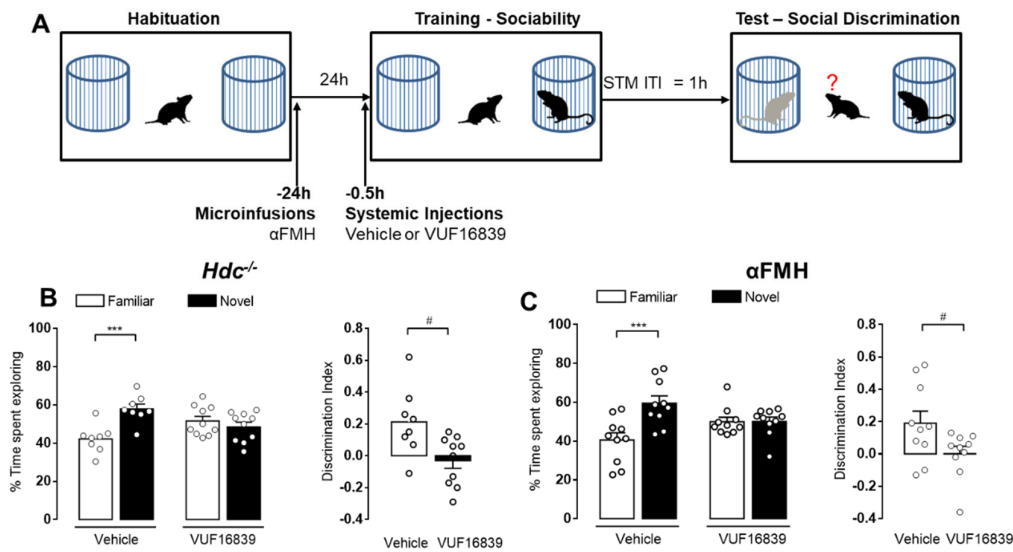 A
Habituation
Training - Sociability
Test – Social Discrimination
24h
STM ITI = 1h
?
-24h
-0.5h
Microinfusions
Systemic Injections
αFMH
Vehicle or VUF16839
Hdc-/-
αFMH
B
Familiar
Novel
C
Familiar
Novel
% Time spent exploring
100
80
60
40
20
0
***
Vehicle
VUF16839
Discrimination Index
0.8
0.6
0.4
0.2
0.0
-0.2
-0.4
#
Vehicle VUF16839
% Time spent exploring
100
80
60
40
20
0
***
Vehicle
VUF16839
Discrimination Index
0.8
0.6
0.4
0.2
0.0
-0.2
-0.4
#
Vehicle VUF16839